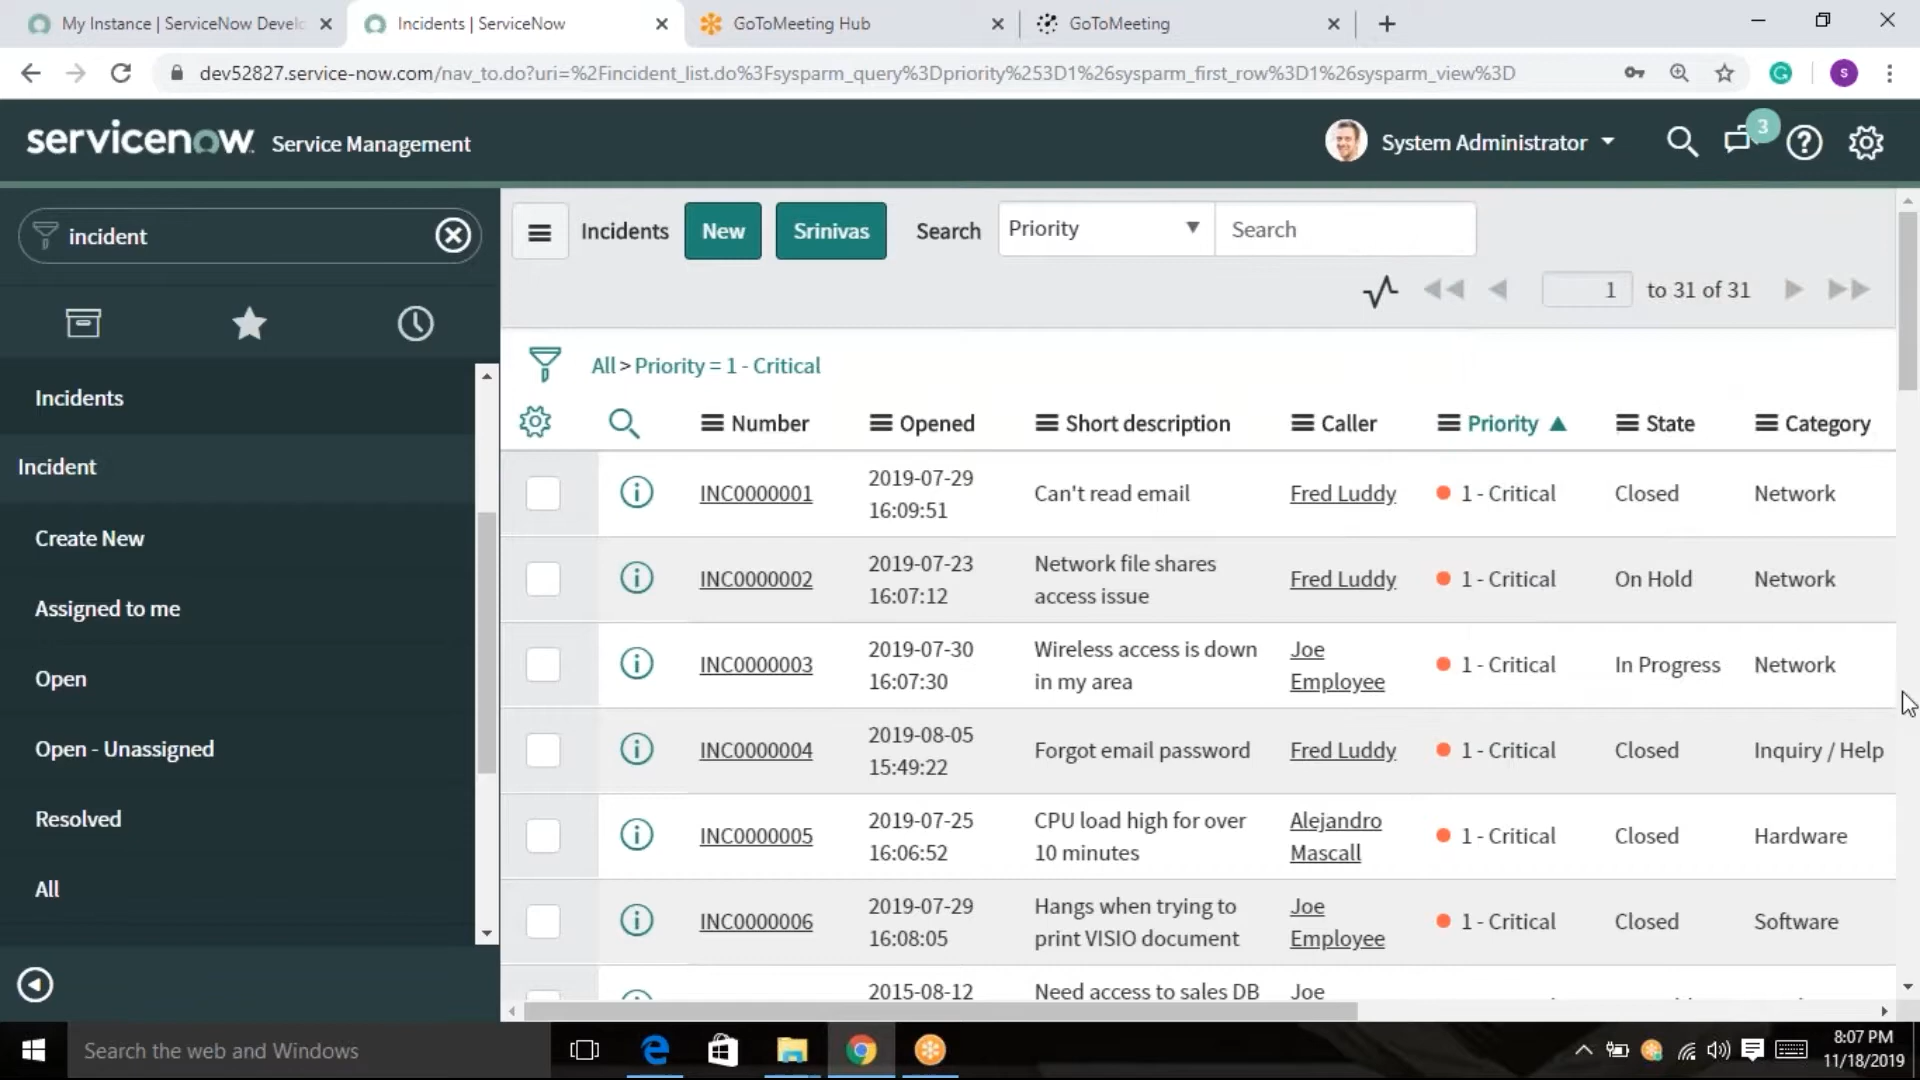 My Instance | ServiceNow Develo
Incidents | ServiceNow
GoToMeeting Hub
GoToMeeting
dev52827.service-now.com/nav_to.do?uri=%2Fincident_list.do%3Fsysparm_query%3Dpriority%253D1%26sysparm_first_row%3D1%26sysparm_view%3D
S
servicenow Service Management
System Administrator
3
incident
Incidents
New
Srinivas
Search
Priority
Search
1 to 31 of 31
All > Priority = 1 - Critical
Number Opened Short description Caller Priority State Category
Incidents
Incident
Create New
Assigned to me
Open
Open - Unassigned
Resolved
All
INC0000001 2019-07-29 16:09:51 Can't read email Fred Luddy 1 - Critical Closed Network
INC0000002 2019-07-23 16:07:12 Network file shares access issue Fred Luddy 1 - Critical On Hold Network
INC0000003 2019-07-30 16:07:30 Wireless access is down in my area Joe Employee 1 - Critical In Progress Network
INC0000004 2019-08-05 15:49:22 Forgot email password Fred Luddy 1 - Critical Closed Inquiry / Help
INC0000005 2019-07-25 16:06:52 CPU load high for over 10 minutes Alejandro Mascall 1 - Critical Closed Hardware
INC0000006 2019-07-29 16:08:05 Hangs when trying to print VISIO document Joe Employee 1 - Critical Closed Software
2015-08-12 Need access to sales DB Joe
Search the web and Windows
8:07 PM
11/18/2019